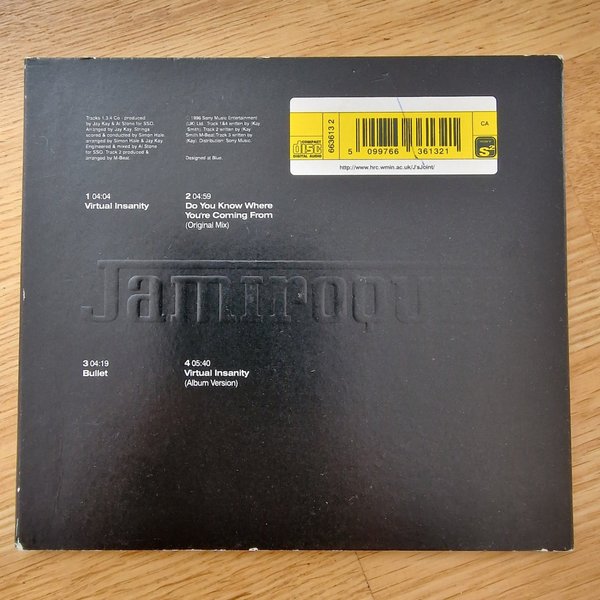 Tracks 1,3,4 Co - produced
by Jay Kay & Al Stone for SSO.
Arranged by Jay Kay. Strings
scored & conducted by Simon Hale.
Arranged by Simon Hale & Jay Kay
Engineered & mixed by Al Stone
for SSO. Track 2 produced &
arranged by M-Beat.
1996 Sony Music Entertainment
(UK) Ltd. Track 1&4 written by (Kay
Smith). Track 2 written by (Kay
Smith M-Beat) Track 3 written by
(Kay). Distribution: Sony Music.
Designed at Blue.
COMPACT
DISC
DIGITAL AUDIO
663613 2
5 099766 361321
CA
S2
http://www.hrc.wmin.ac.uk/J'sJoint/
1 04:04
Virtual Insanity
2 04:59
Do You Know Where
You're Coming From
(Original Mix)
Jamiroqu
3 04:19
Bullet
4 05:40
Virtual Insanity
(Album Version)